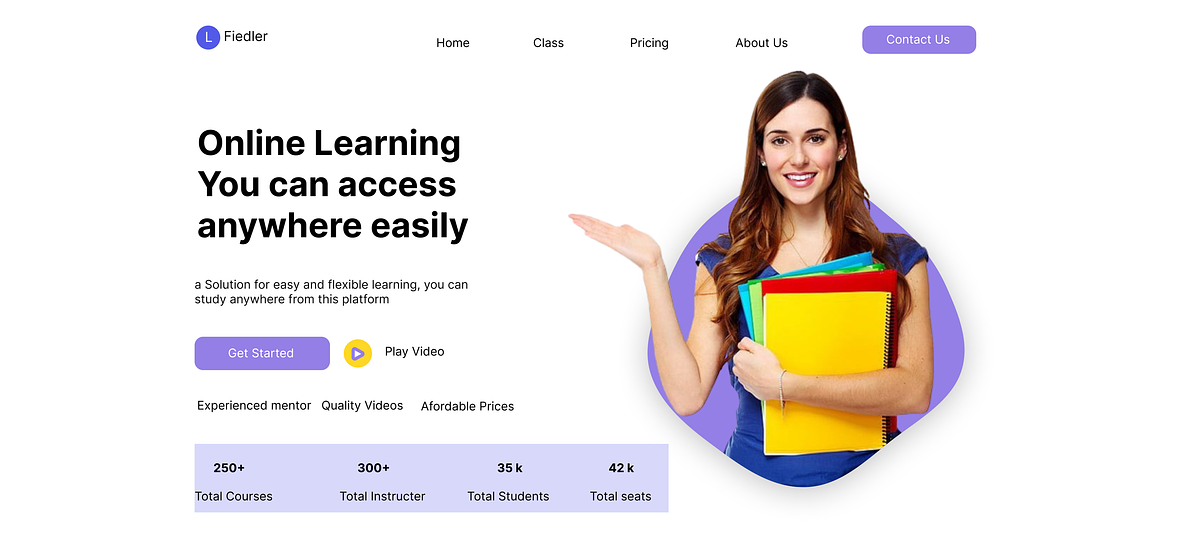 L Fiedler
Home Class Pricing About Us Contact Us
Online Learning
You can access
anywhere easily
a Solution for easy and flexible learning, you can
study anywhere from this platform
Get Started Play Video
Experienced mentor Quality Videos Afordable Prices
250+ 300+ 35 k 42 k
Total Courses Total Instructer Total Students Total seats